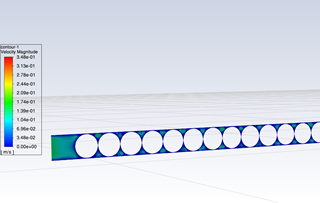 contour-1
Velocity Magnitude
3.48e-01
3.13e-01
2.78e-01
2.44e-01
2.09e-01
1.74e-01
1.39e-01
1.04e-01
6.96e-02
3.48e-02
0.00e+00
[ m/s ]